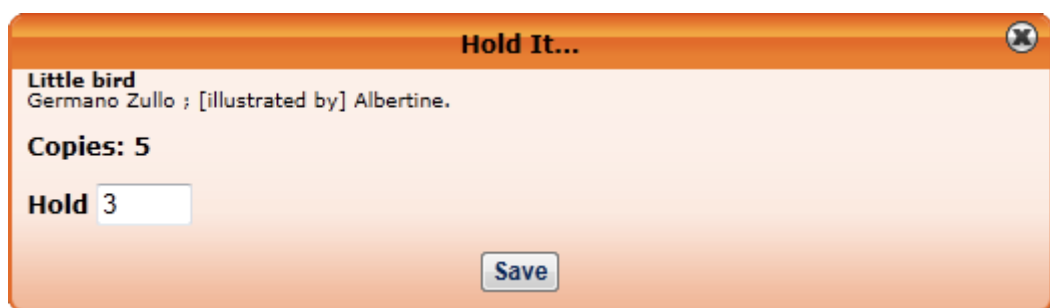 Hold It...
Little bird
Germano Zullo ; [illustrated by] Albertine.
Copies: 5
Hold 3
Save